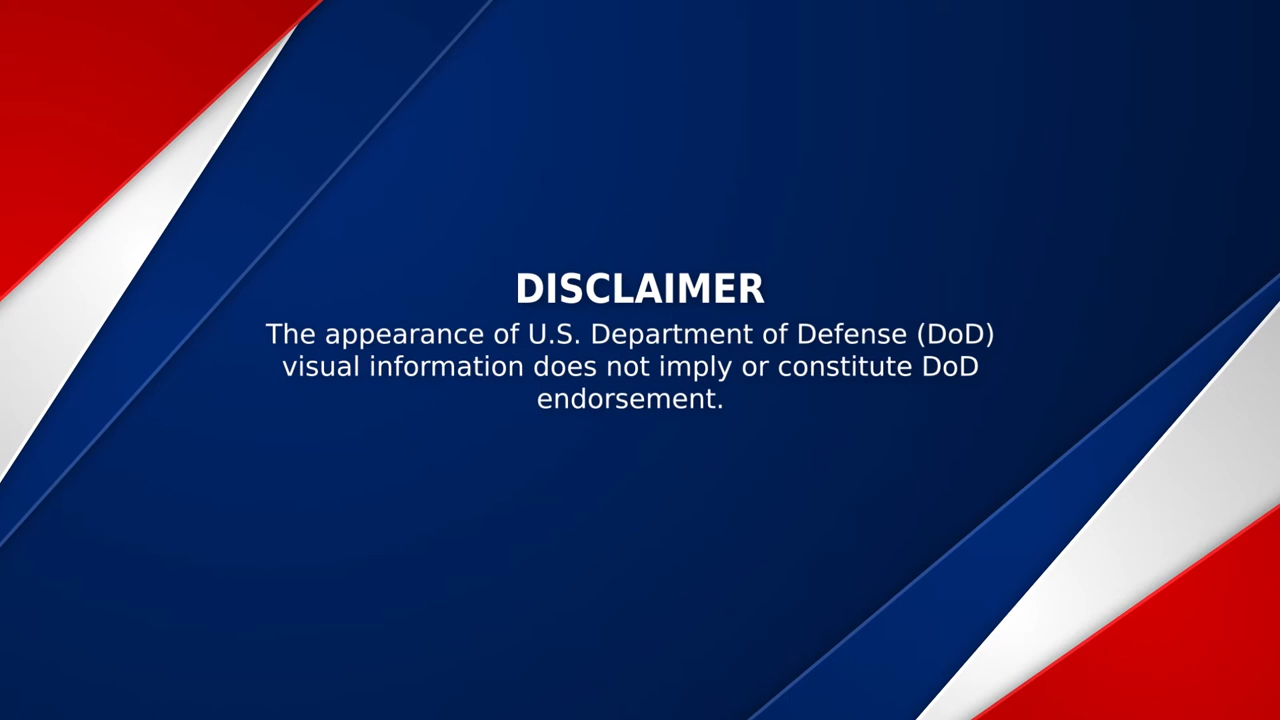 DISCLAIMER
The appearance of U.S. Department of Defense (DoD)
visual information does not imply or constitute DoD
endorsement.